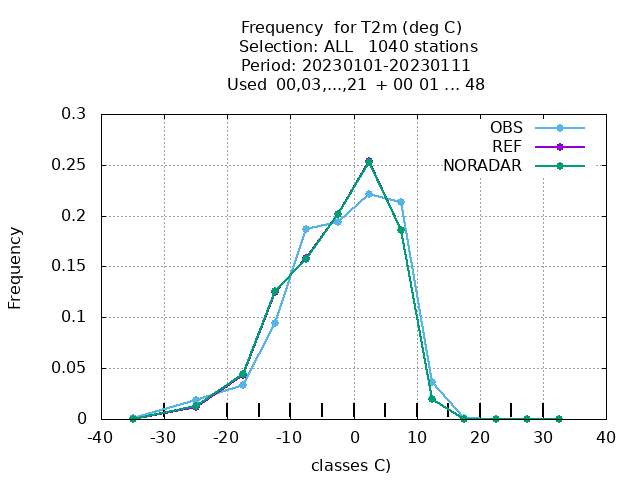 Frequency  for T2m (deg C)
Selection: ALL   1040 stations
Period: 20230101-20230111
Used  00,03,...,21  + 00 01 ... 48
0.3
0.25
0.2
0.15
0.1
0.05
0
Frequency
OBS
REF
NORADAR
-40 -30 -20 -10 0 10 20 30 40
classes C)